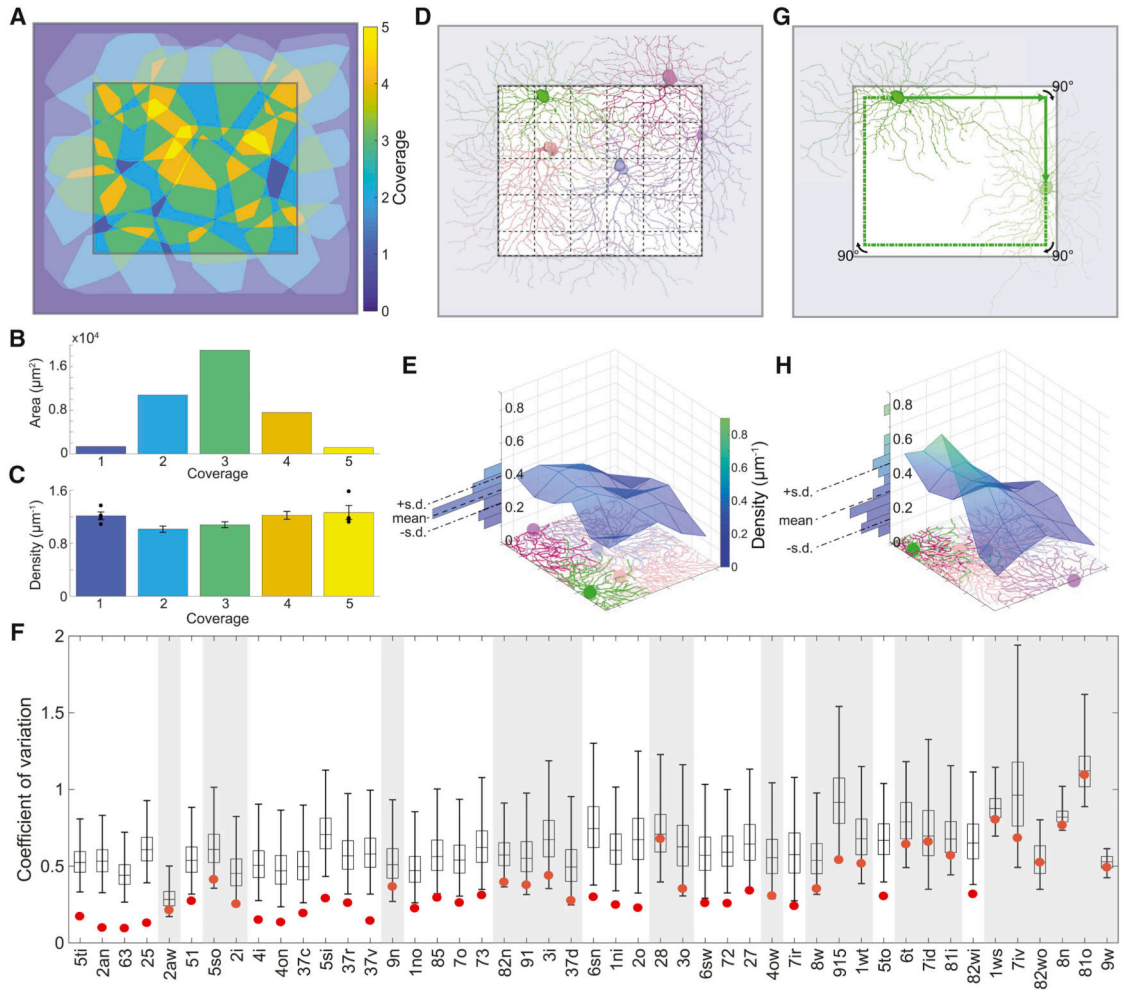 A
5
4
3
2
1
0
Coverage
D
G
90°
90°
90°
B
x10⁴
1.6
0.8
0
Area (µm²)
1 2 3 4 5
Coverage
C
1.6
0.8
0
Density (µm⁻¹)
1 2 3 4 5
Coverage
E
0.8
0.6
0.4
0.2
0
+s.d.
mean
-s.d.
0.8
0.6
0.4
0.2
0
Density (µm⁻¹)
H
0.8
0.6
0.4
0.2
0
+s.d.
mean
-s.d.
F
2
1.5
1
0.5
0
Coefficient of variation
5ti 2an 63 25 2aw 51 5so 2i 4i 4on 37c 5si 37r 37v 9n 1no 85 7o 73 82n 91 3i 37d 6sn 1ni 2o 28 3o 6sw 72 27 4ow 7ir 8w 915 1wt 5to 6t 7id 81i 82wi 1ws 7iv 82wo 8n 81o 9w